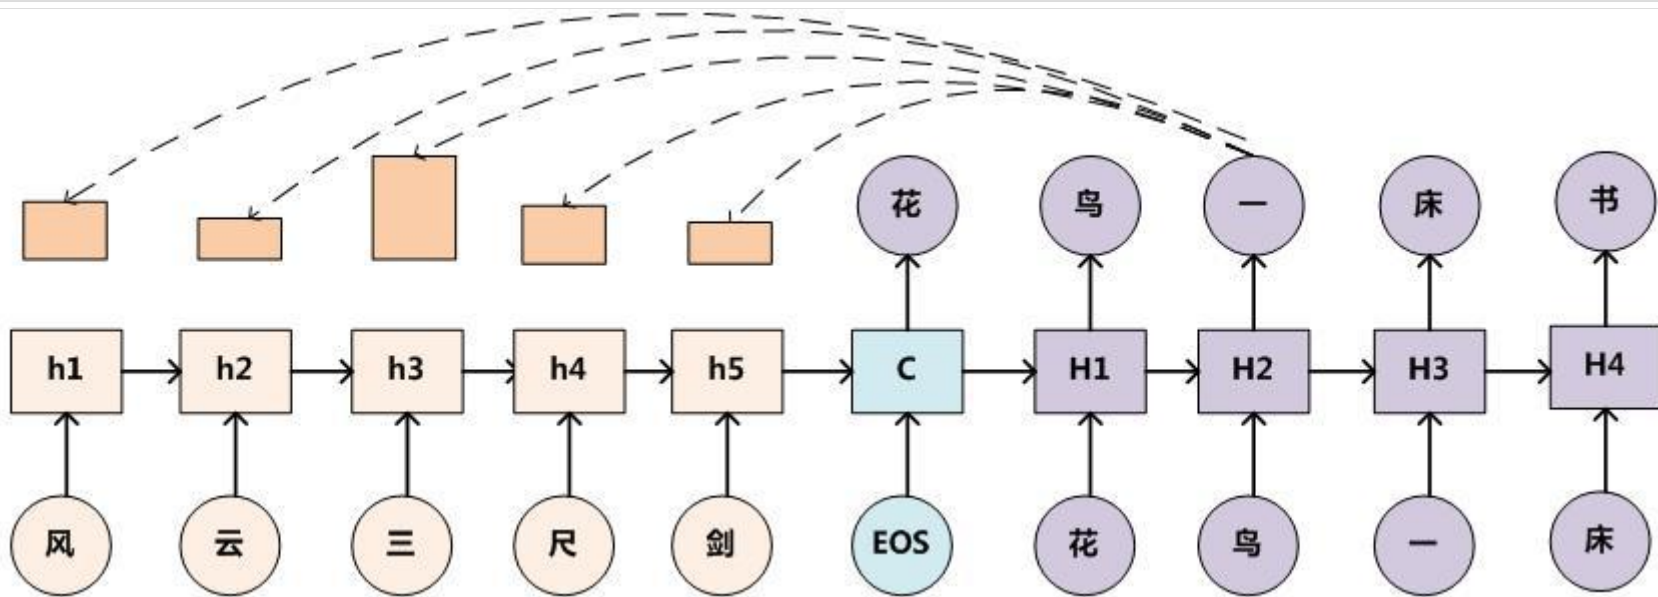 花 鸟 一 床 书
h1 h2 h3 h4 h5 C H1 H2 H3 H4
风 云 三 尺 剑 EOS 花 鸟 一 床